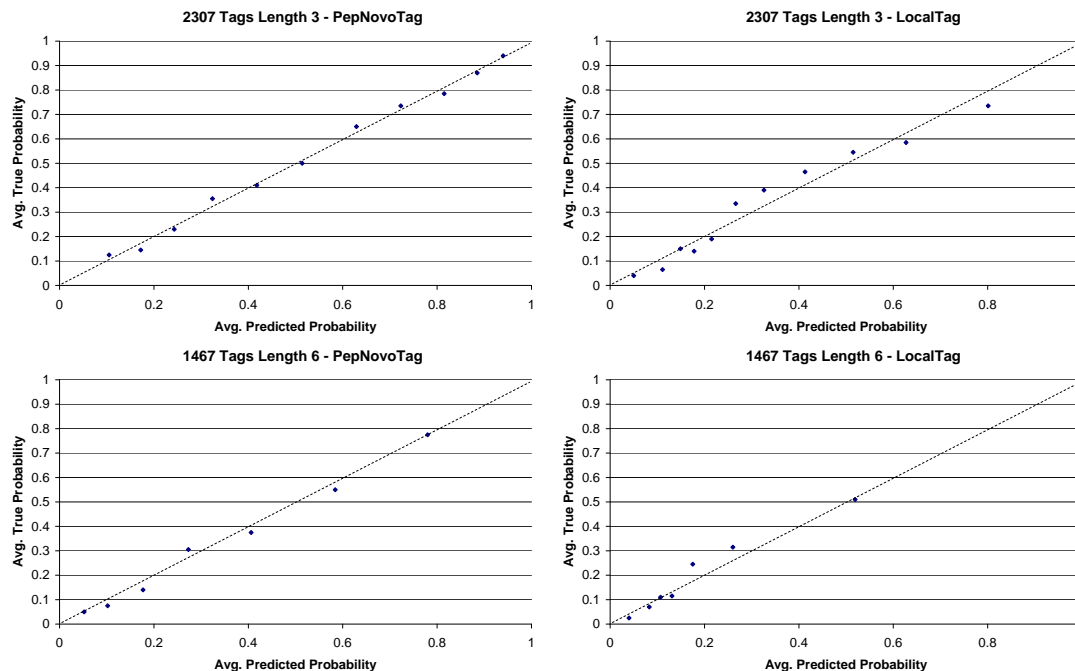 2307 Tags Length 3 - PepNovoTag
1
0.9
0.8
0.7
0.6
0.5
0.4
0.3
0.2
0.1
0
0 0.2 0.4 0.6 0.8 1
Avg. Predicted Probability
Avg. True Probability
2307 Tags Length 3 - LocalTag
1
0.9
0.8
0.7
0.6
0.5
0.4
0.3
0.2
0.1
0
0 0.2 0.4 0.6 0.8
Avg. Predicted Probability
Avg. True Probability
1467 Tags Length 6 - PepNovoTag
1
0.9
0.8
0.7
0.6
0.5
0.4
0.3
0.2
0.1
0
0 0.2 0.4 0.6 0.8 1
Avg. Predicted Probability
Avg. True Probability
1467 Tags Length 6 - LocalTag
1
0.9
0.8
0.7
0.6
0.5
0.4
0.3
0.2
0.1
0
0 0.2 0.4 0.6 0.8
Avg. Predicted Probability
Avg. True Probability